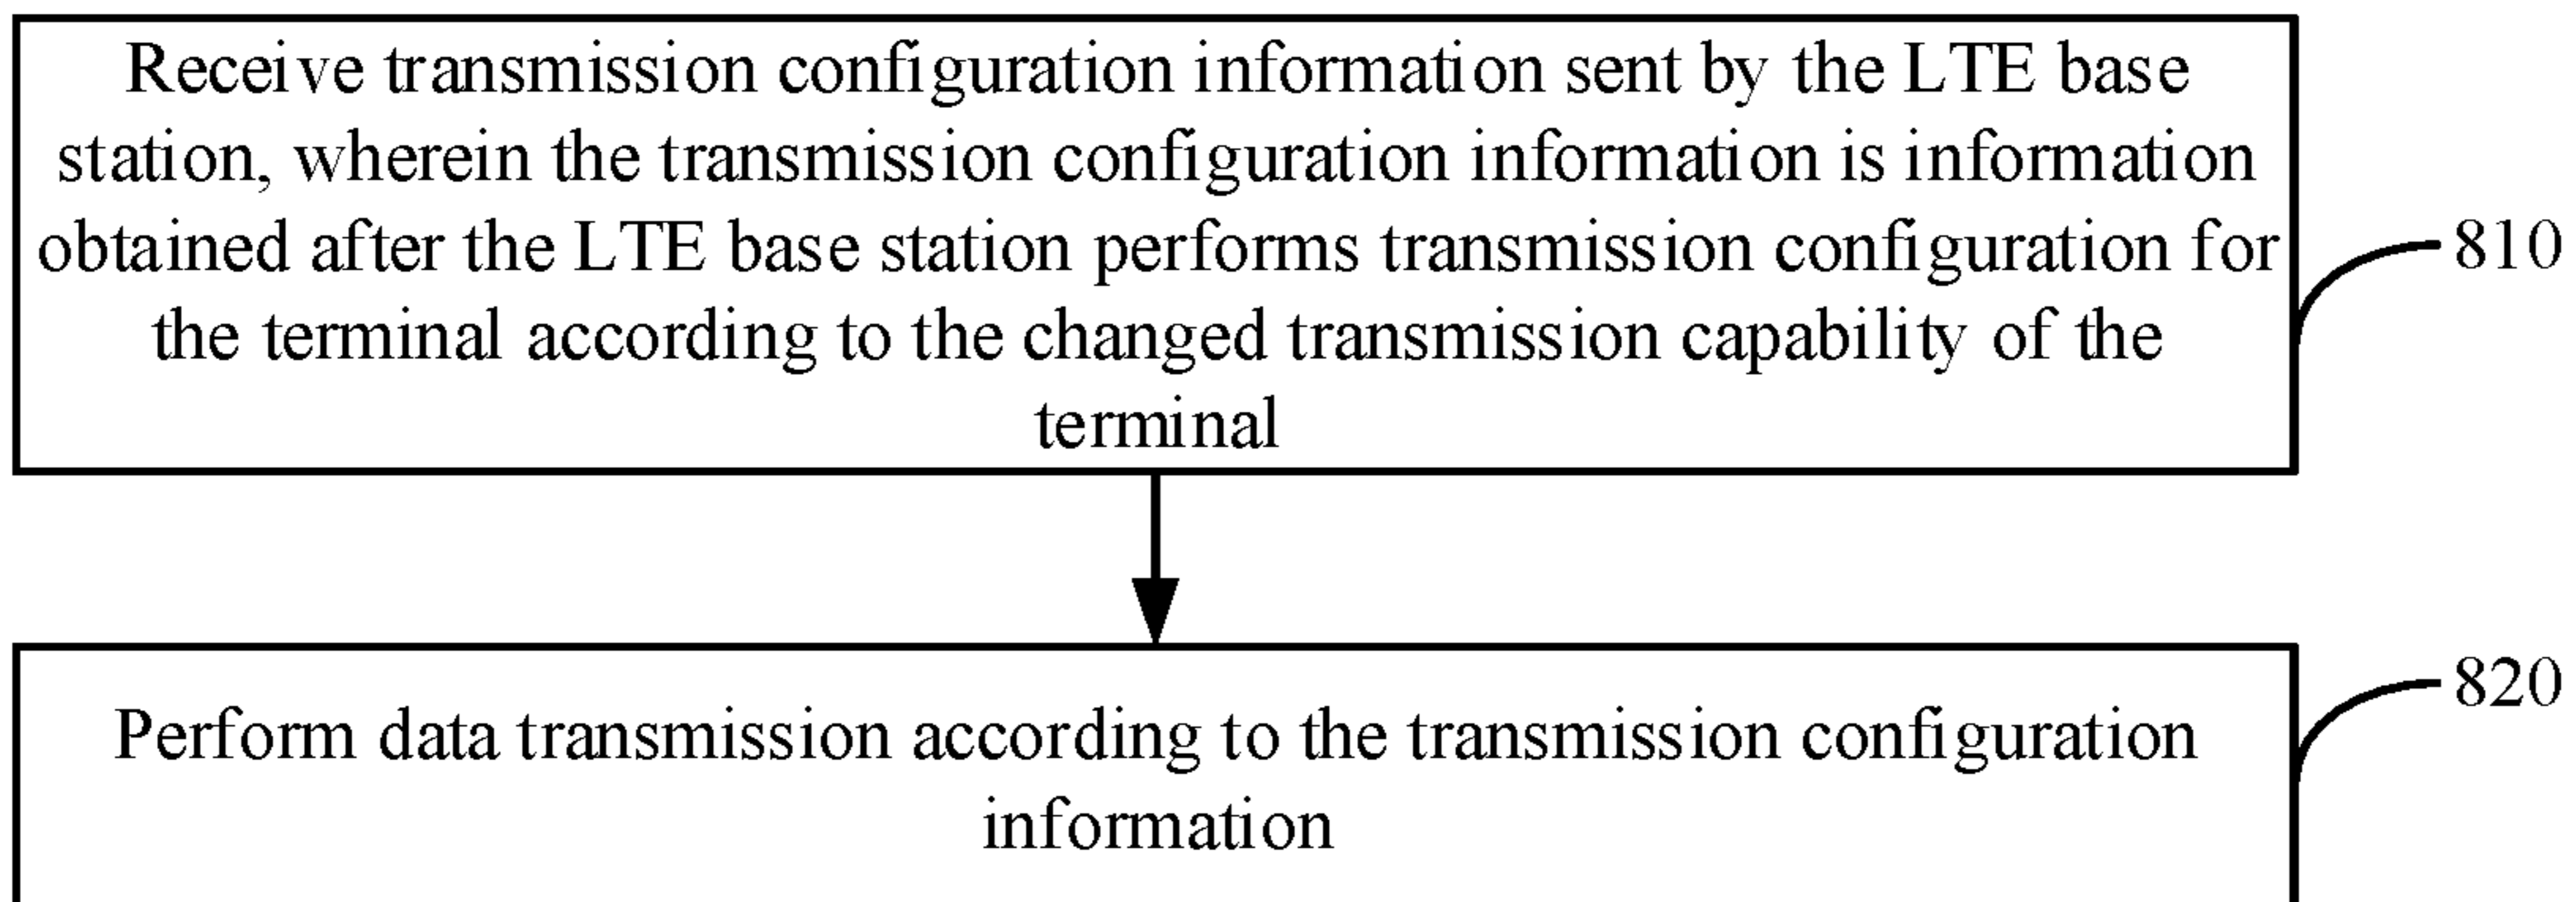 Receive transmission configuration information sent by the LTE base
station, wherein the transmission configuration information is information
obtained after the LTE base station performs transmission configuration for
the terminal according to the changed transmission capability of the
terminal
810
Perform data transmission according to the transmission configuration
information
820